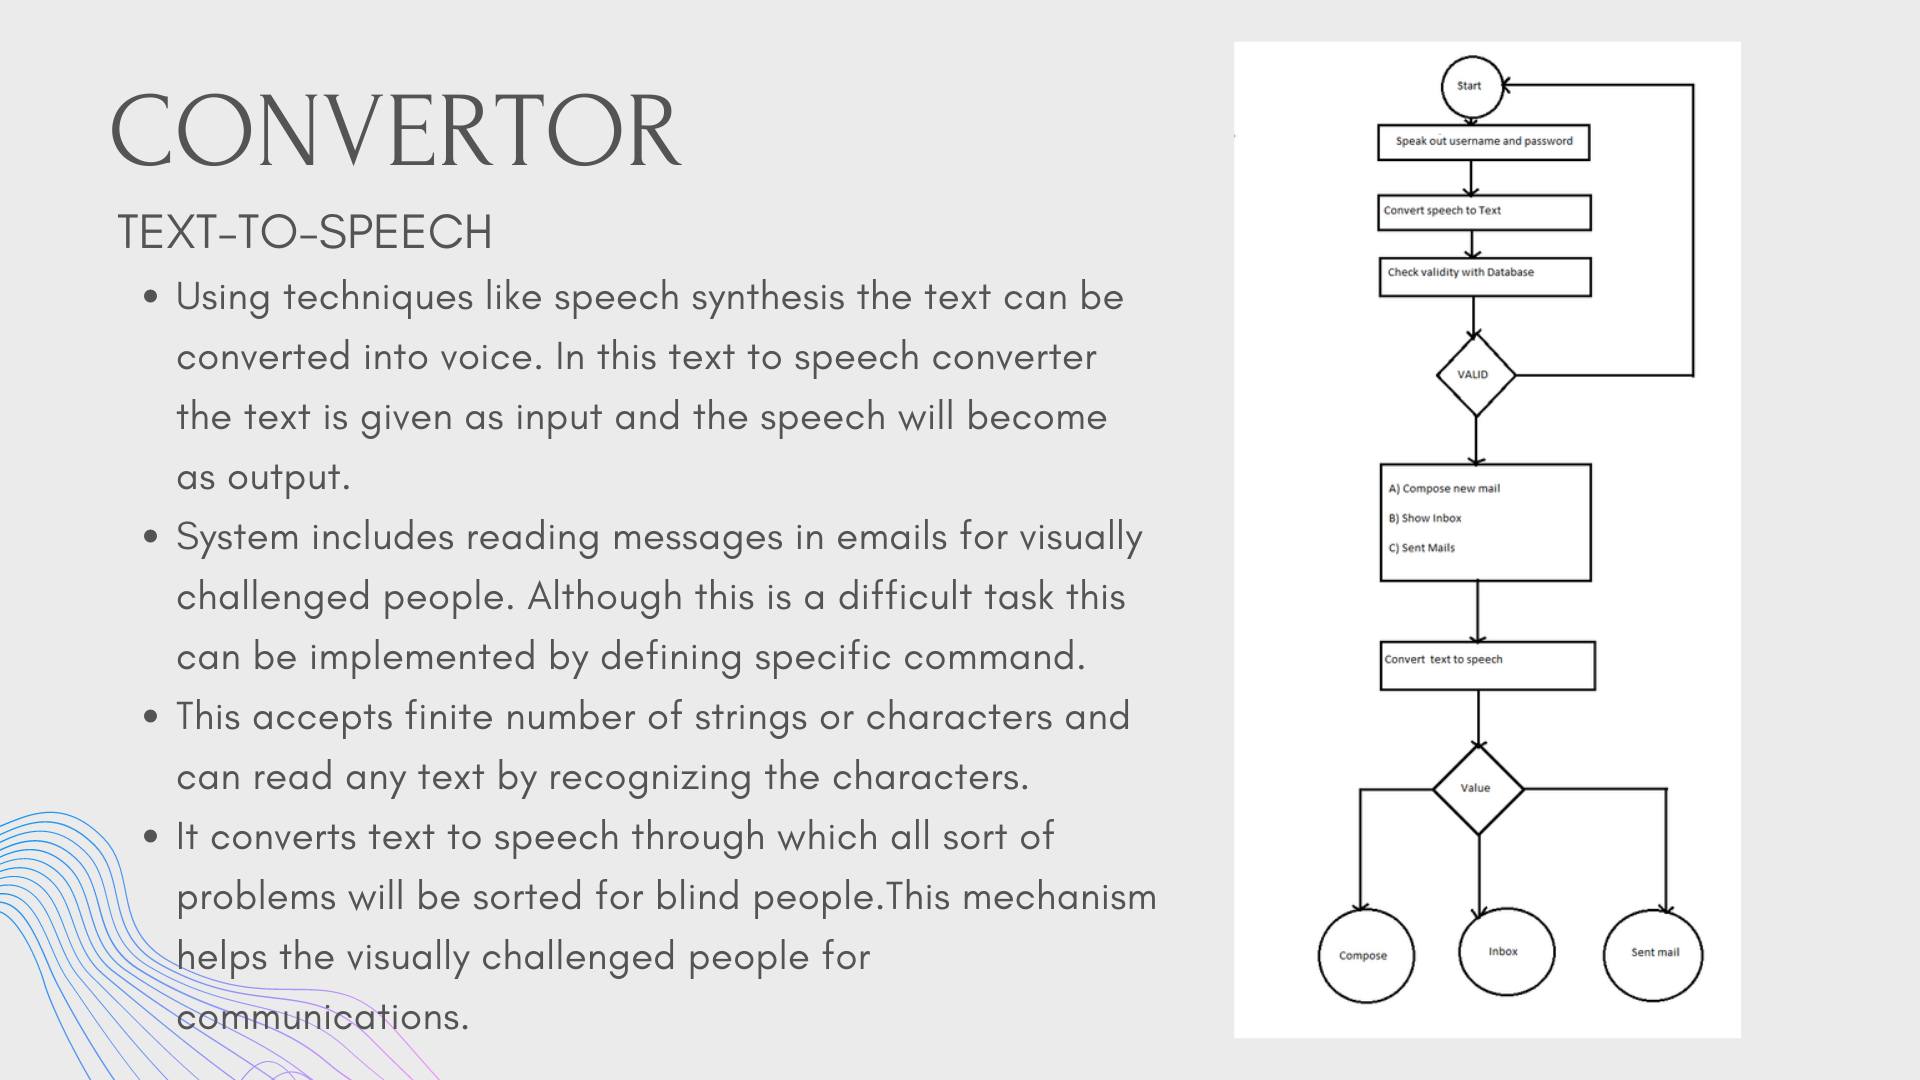 CONVERTOR
TEXT-TO-SPEECH
• Using techniques like speech synthesis the text can be
converted into voice. In this text to speech converter
the text is given as input and the speech will become
as output.
• System includes reading messages in emails for visually
challenged people. Although this is a difficult task this
can be implemented by defining specific command.
• This accepts finite number of strings or characters and
can read any text by recognizing the characters.
• It converts text to speech through which all sort of
problems will be sorted for blind people.This mechanism
helps the visually challenged people for
communications.
Start
Speak out username and password
Convert speech to Text
Check validity with Database
VALID
A) Compose new mail
B) Show Inbox
C) Sent Mails
Convert text to speech
Value
Compose
Inbox
Sent mail